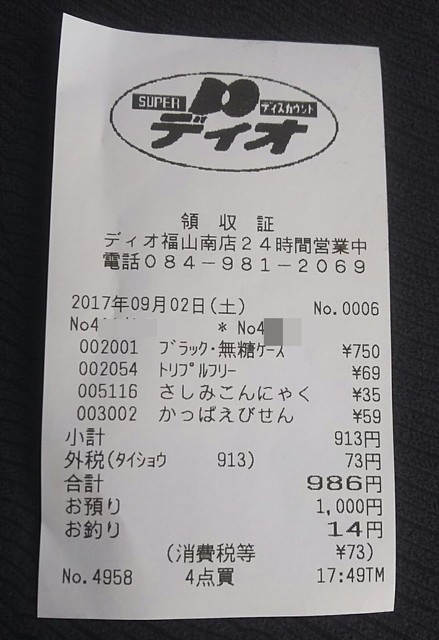 SUPER ディスカウント
ディオ
領収証
ディオ福山南店24時間営業中
電話084-981-2069
2017年09月02日(土) No.0006
No4 * No4
002001 ブラック・無糖ケース ¥750
002054 トリプルフリー ¥69
005116 さしみこんにゃく ¥35
003002 かっぱえびせん ¥59
小計 913円
外税(タイショウ 913) 73円
合計 986円
お預り 1,000円
お釣り 14円
(消費税等 ¥73)
No.4958 4点買 17:49TM